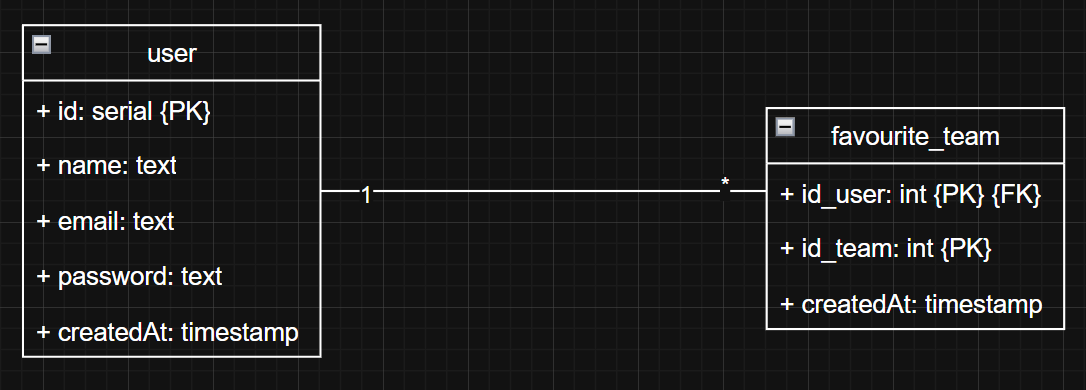 user
+ id: serial {PK}
+ name: text
+ email: text
+ password: text
+ createdAt: timestamp
1
*
favourite_team
+ id_user: int {PK} {FK}
+ id_team: int {PK}
+ createdAt: timestamp